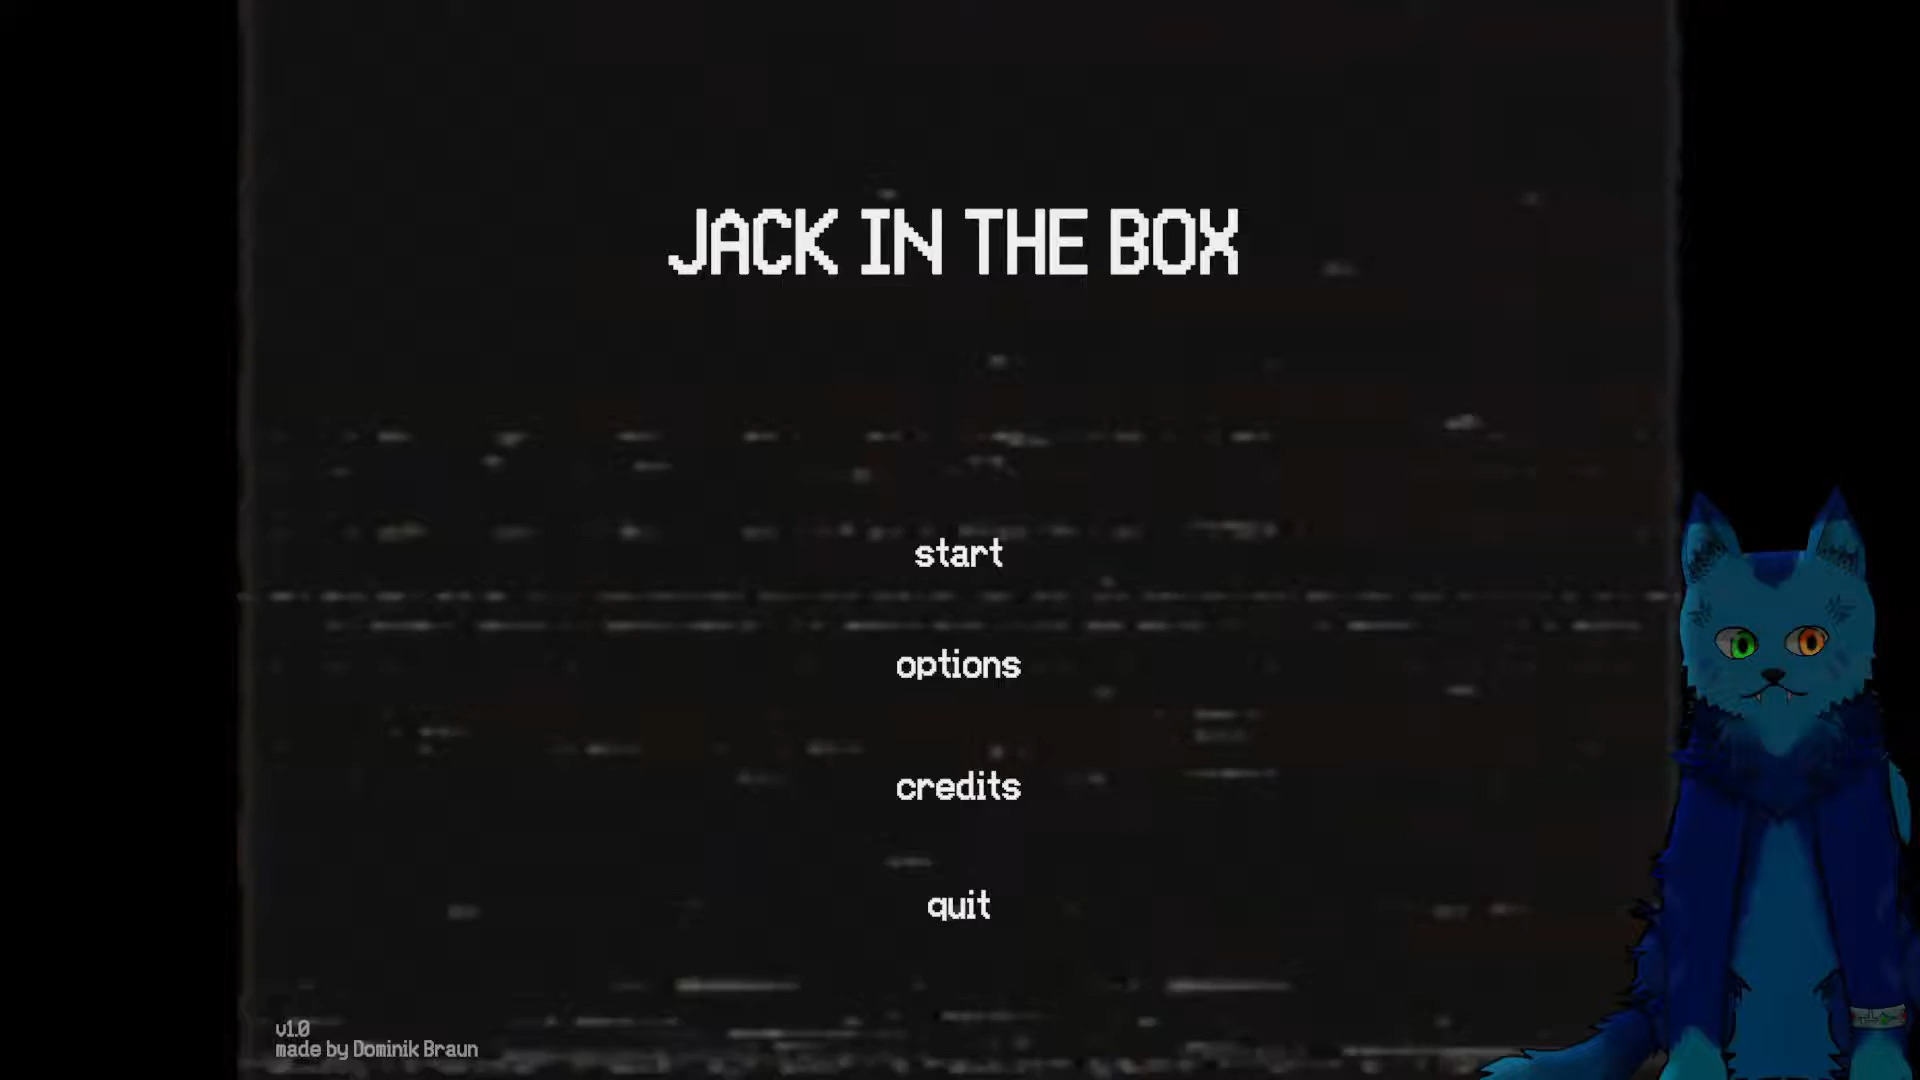 JACK IN THE BOX
start
options
credits
quit
v1.0
made by Dominik Braun